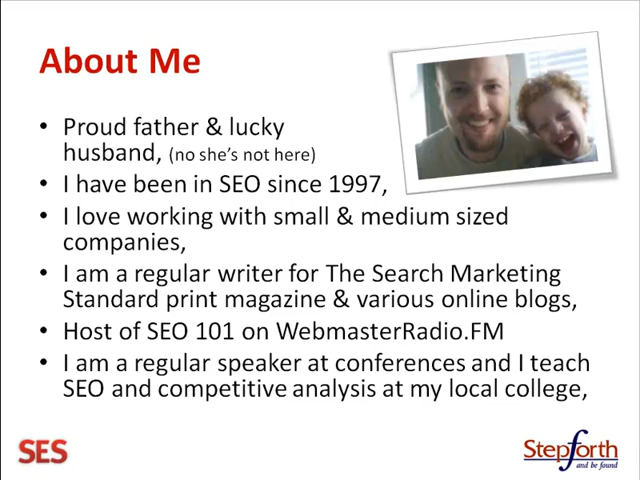 About Me
• Proud father & lucky
husband, (no she's not here)
• I have been in SEO since 1997,
• I love working with small & medium sized
companies,
• I am a regular writer for The Search Marketing
Standard print magazine & various online blogs,
• Host of SEO 101 on WebmasterRadio.FM
• I am a regular speaker at conferences and I teach
SEO and competitive analysis at my local college,
SES
Stepforth
and be found